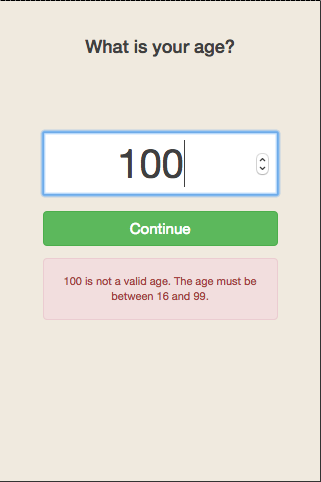 What is your age?
100
Continue
100 is not a valid age. The age must be
between 16 and 99.